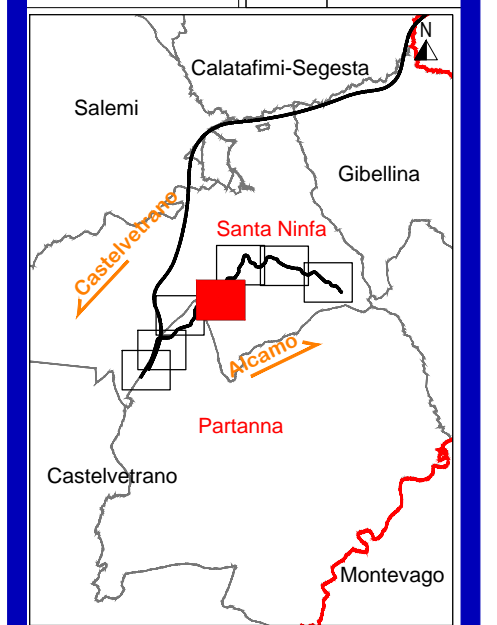 N
Calatafimi-Segesta
Salemi
Gibellina
Castelvetrano
Santa Ninfa
Alcamo
Partanna
Castelvetrano
Montevago